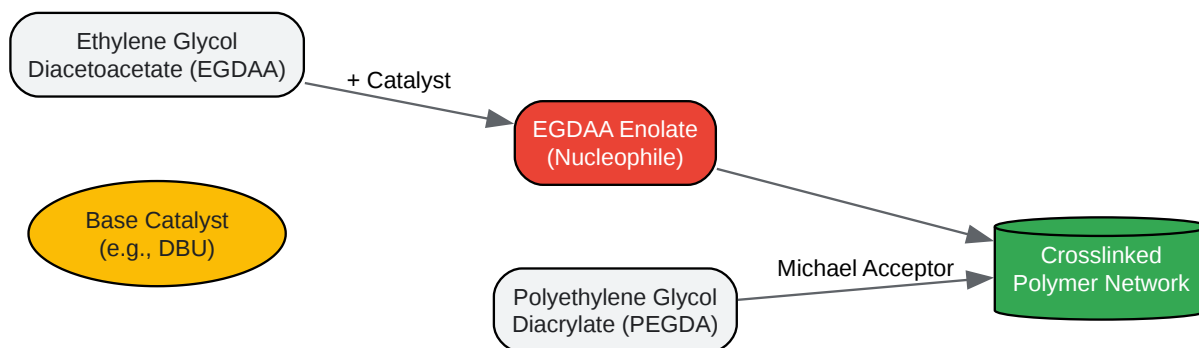 Ethylene Glycol
Diacetoacetate (EGDAA)
+ Catalyst
EGDAA Enolate
(Nucleophile)
Base Catalyst
(e.g., DBU)
Michael Acceptor
Polyethylene Glycol
Diacrylate (PEGDA)
Crosslinked
Polymer Network